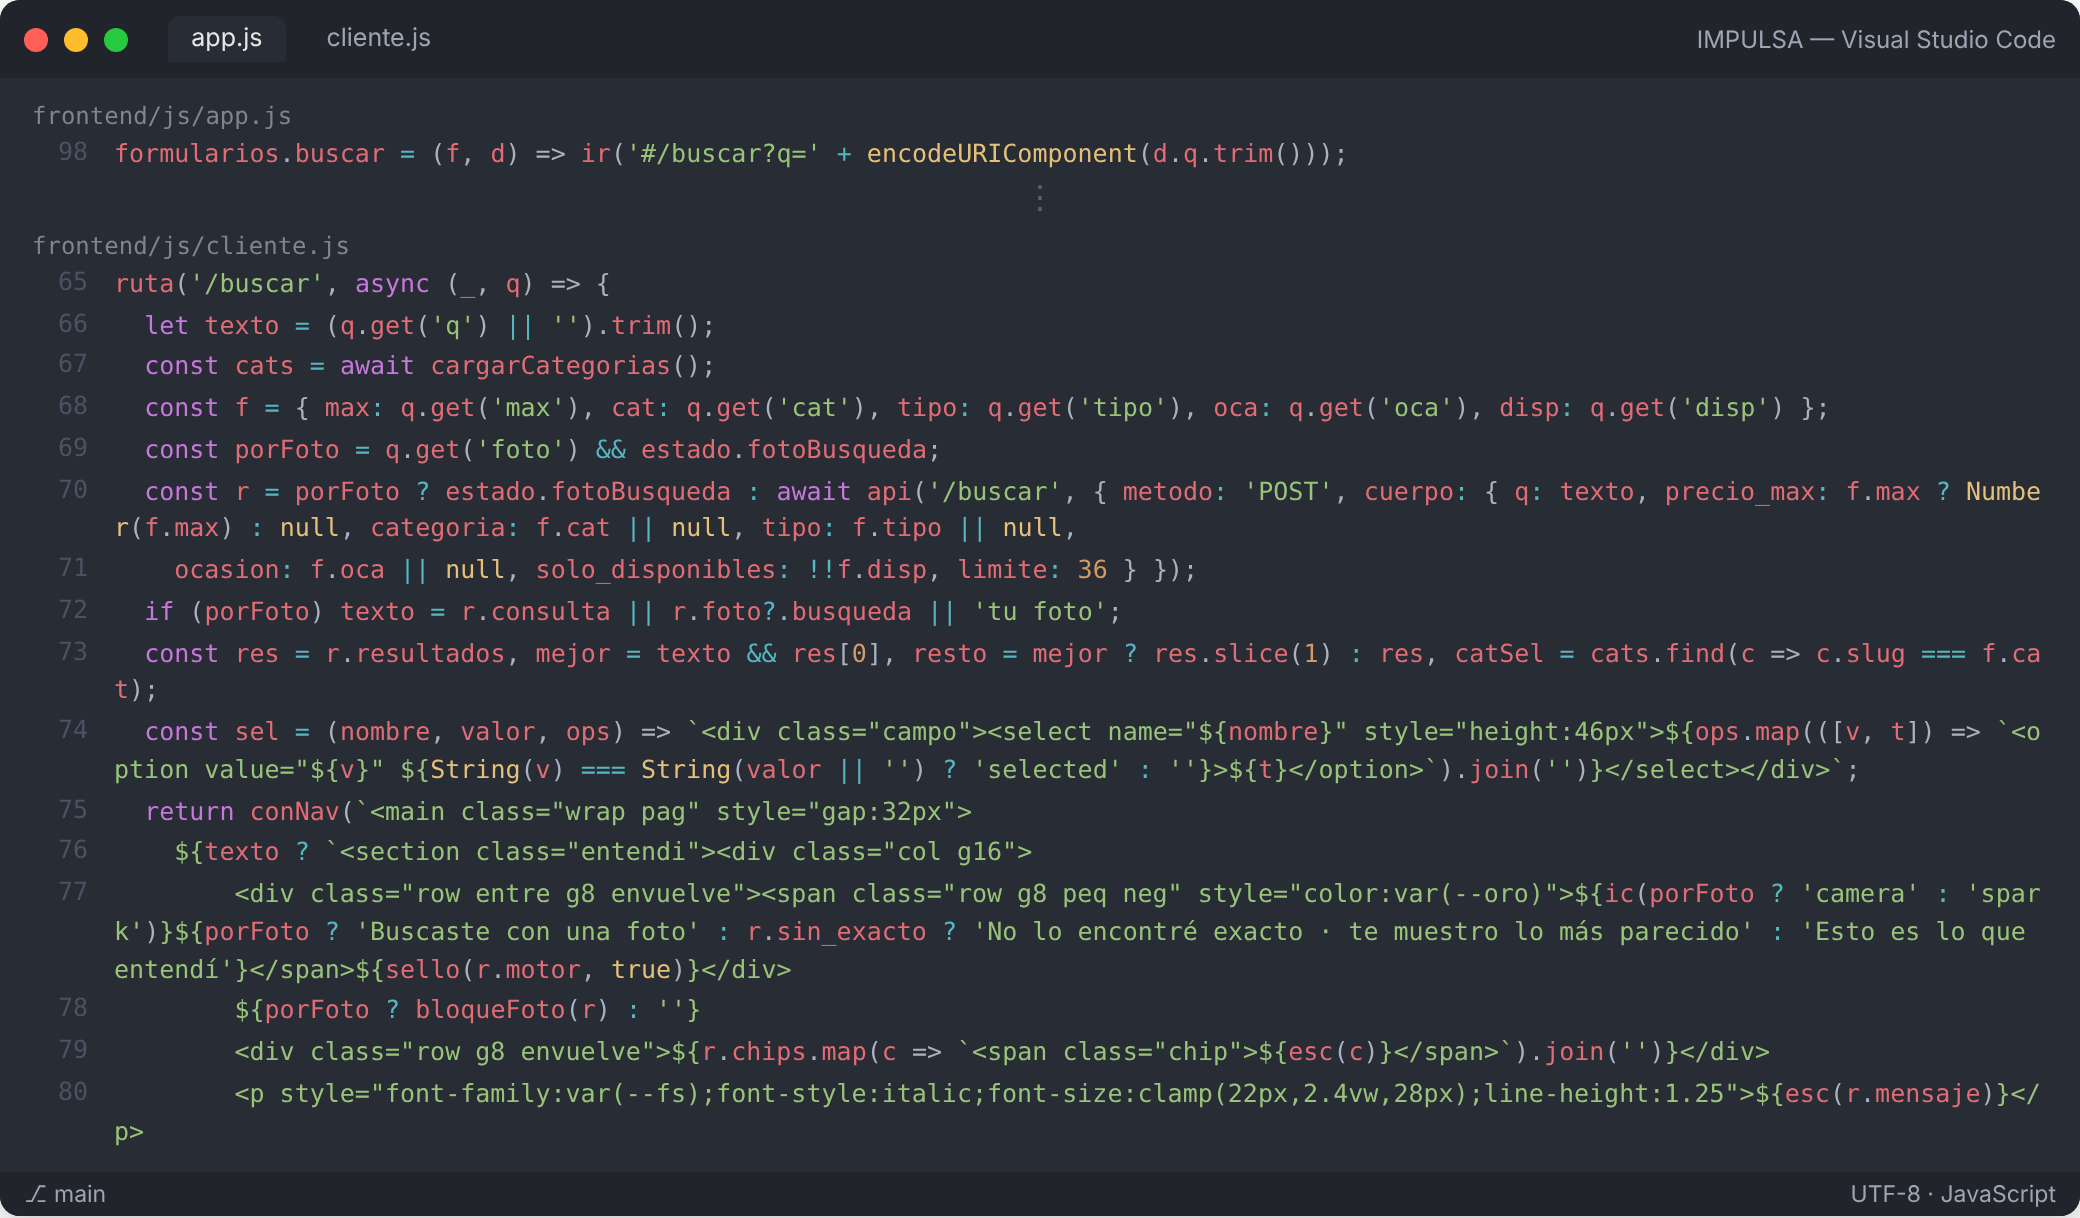 app.js
cliente.js
IMPULSA — Visual Studio Code
frontend/js/app.js
98 formularios.buscar = (f, d) => ir('#/buscar?q=' + encodeURIComponent(d.q.trim()));
⋮
frontend/js/cliente.js
65 ruta('/buscar', async (_, q) => {
66   let texto = (q.get('q') || '').trim();
67   const cats = await cargarCategorias();
68   const f = { max: q.get('max'), cat: q.get('cat'), tipo: q.get('tipo'), oca: q.get('oca'), disp: q.get('disp') };
69   const porFoto = q.get('foto') && estado.fotoBusqueda;
70   const r = porFoto ? estado.fotoBusqueda : await api('/buscar', { metodo: 'POST', cuerpo: { q: texto, precio_max: f.max ? Numbe
r(f.max) : null, categoria: f.cat || null, tipo: f.tipo || null,
71     ocasion: f.oca || null, solo_disponibles: !!f.disp, limite: 36 } });
72   if (porFoto) texto = r.consulta || r.foto?.busqueda || 'tu foto';
73   const res = r.resultados, mejor = texto && res[0], resto = mejor ? res.slice(1) : res, catSel = cats.find(c => c.slug === f.ca
t);
74   const sel = (nombre, valor, ops) => `<div class="campo"><select name="${nombre}" style="height:46px">${ops.map(([v, t]) => `<o
ption value="${v}" ${String(v) === String(valor || '') ? 'selected' : ''}>${t}</option>`).join('')}</select></div>`;
75   return conNav(`<main class="wrap pag" style="gap:32px">
76     ${texto ? `<section class="entendi"><div class="col g16">
77         <div class="row entre g8 envuelve"><span class="row g8 peq neg" style="color:var(--oro)">${ic(porFoto ? 'camera' : 'spar
k')}${porFoto ? 'Buscaste con una foto' : r.sin_exacto ? 'No lo encontré exacto · te muestro lo más parecido' : 'Esto es lo que
entendí'}</span>${sello(r.motor, true)}</div>
78         ${porFoto ? bloqueFoto(r) : ''}
79         <div class="row g8 envuelve">${r.chips.map(c => `<span class="chip">${esc(c)}</span>`).join('')}</div>
80         <p style="font-family:var(--fs);font-style:italic;font-size:clamp(22px,2.4vw,28px);line-height:1.25">${esc(r.mensaje)}</
p>
⎇ main
UTF-8 · JavaScript